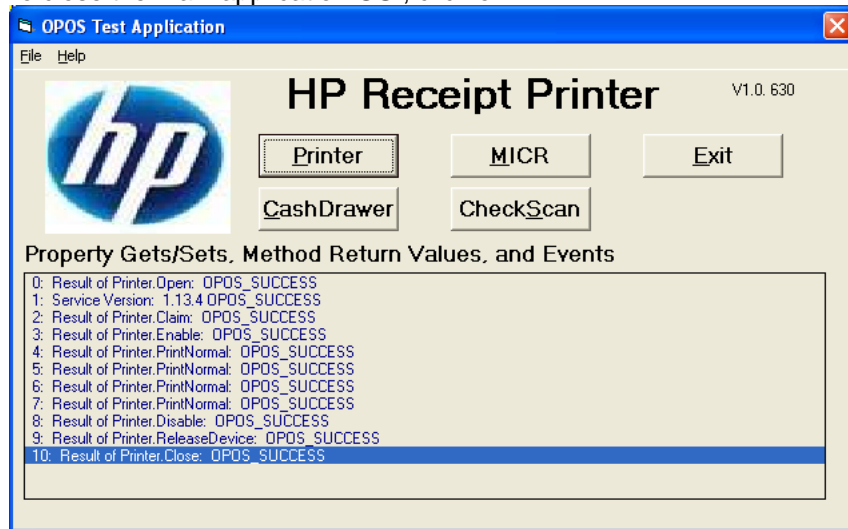 OPOS Test Application
File Help
hp
HP Receipt Printer
V1.0. 630
Printer MICR Exit
CashDrawer CheckScan
Property Gets/Sets, Method Return Values, and Events
0: Result of Printer.Open: OPOS_SUCCESS
1: Service Version: 1.13.4 OPOS_SUCCESS
2: Result of Printer.Claim: OPOS_SUCCESS
3: Result of Printer.Enable: OPOS_SUCCESS
4: Result of Printer.PrintNormal: OPOS_SUCCESS
5: Result of Printer.PrintNormal: OPOS_SUCCESS
6: Result of Printer.PrintNormal: OPOS_SUCCESS
7: Result of Printer.PrintNormal: OPOS_SUCCESS
8: Result of Printer.Disable: OPOS_SUCCESS
9: Result of Printer.ReleaseDevice: OPOS_SUCCESS
10: Result of Printer.Close: OPOS_SUCCESS